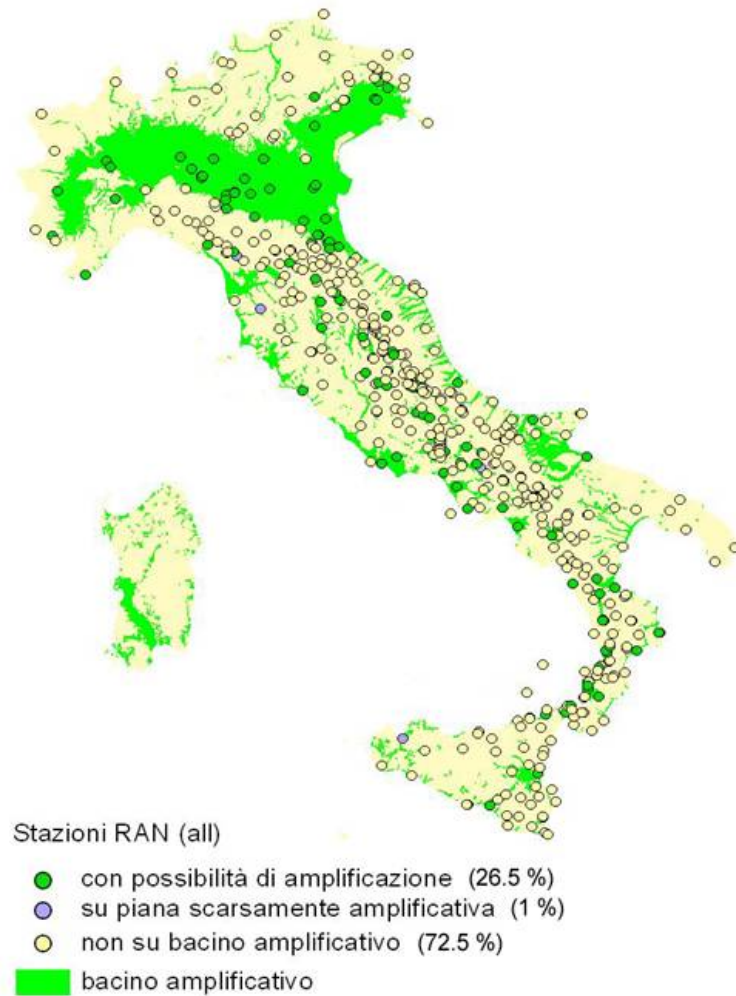 Stazioni RAN (all)
con possibilità di amplificazione (26.5 %)
su piana scarsamente amplificativa (1 %)
non su bacino amplificativo (72.5 %)
bacino amplificativo